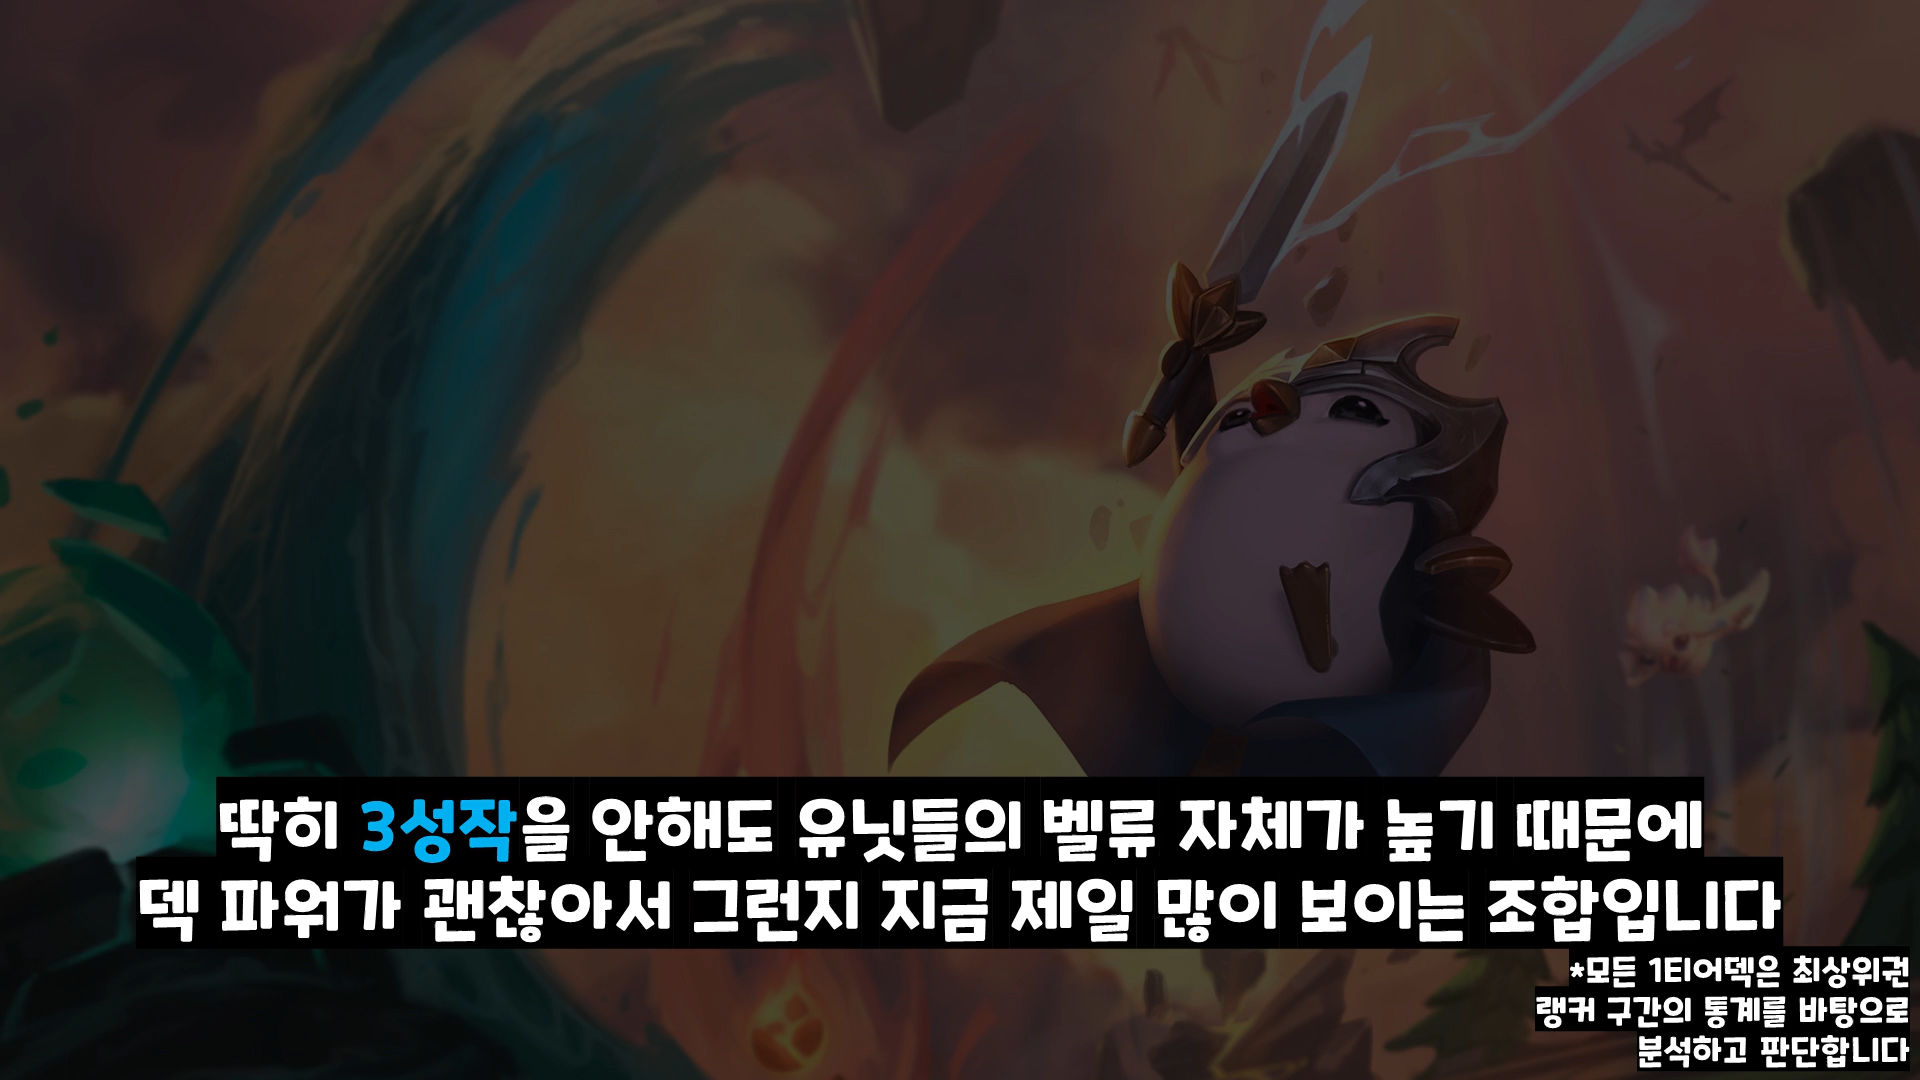 딱히 3성작을 안해도 유닛들의 벨류 자체가 높기 때문에
덱 파워가 괜찮아서 그런지 지금 제일 많이 보이는 조합입니다
*모든 1티어덱은 최상위권
랭커 구간의 통계를 바탕으로
분석하고 판단합니다